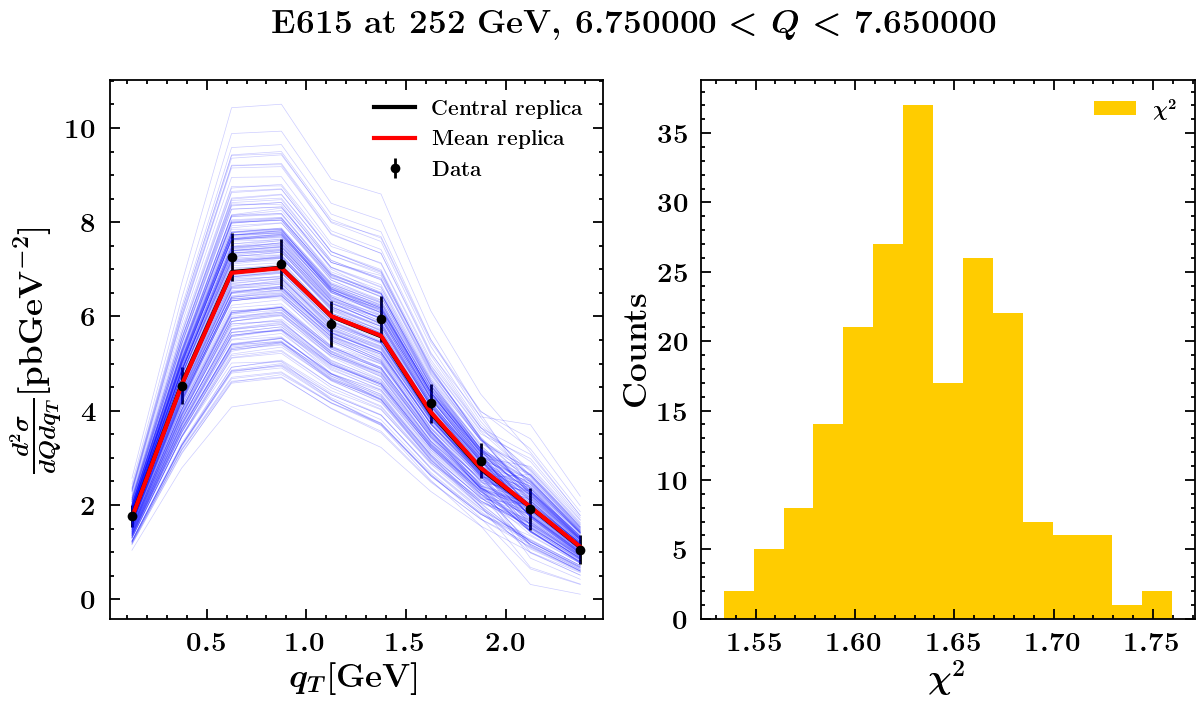 E615 at 252 GeV, 6.750000 < Q < 7.650000
d²σ/dQdq_T [pbGeV⁻²]
10
8
6
4
2
0
0.5 1.0 1.5 2.0
q_T[GeV]
Central replica
Mean replica
Data
Counts
35
30
25
20
15
10
5
0
1.55 1.60 1.65 1.70 1.75
χ²
χ²